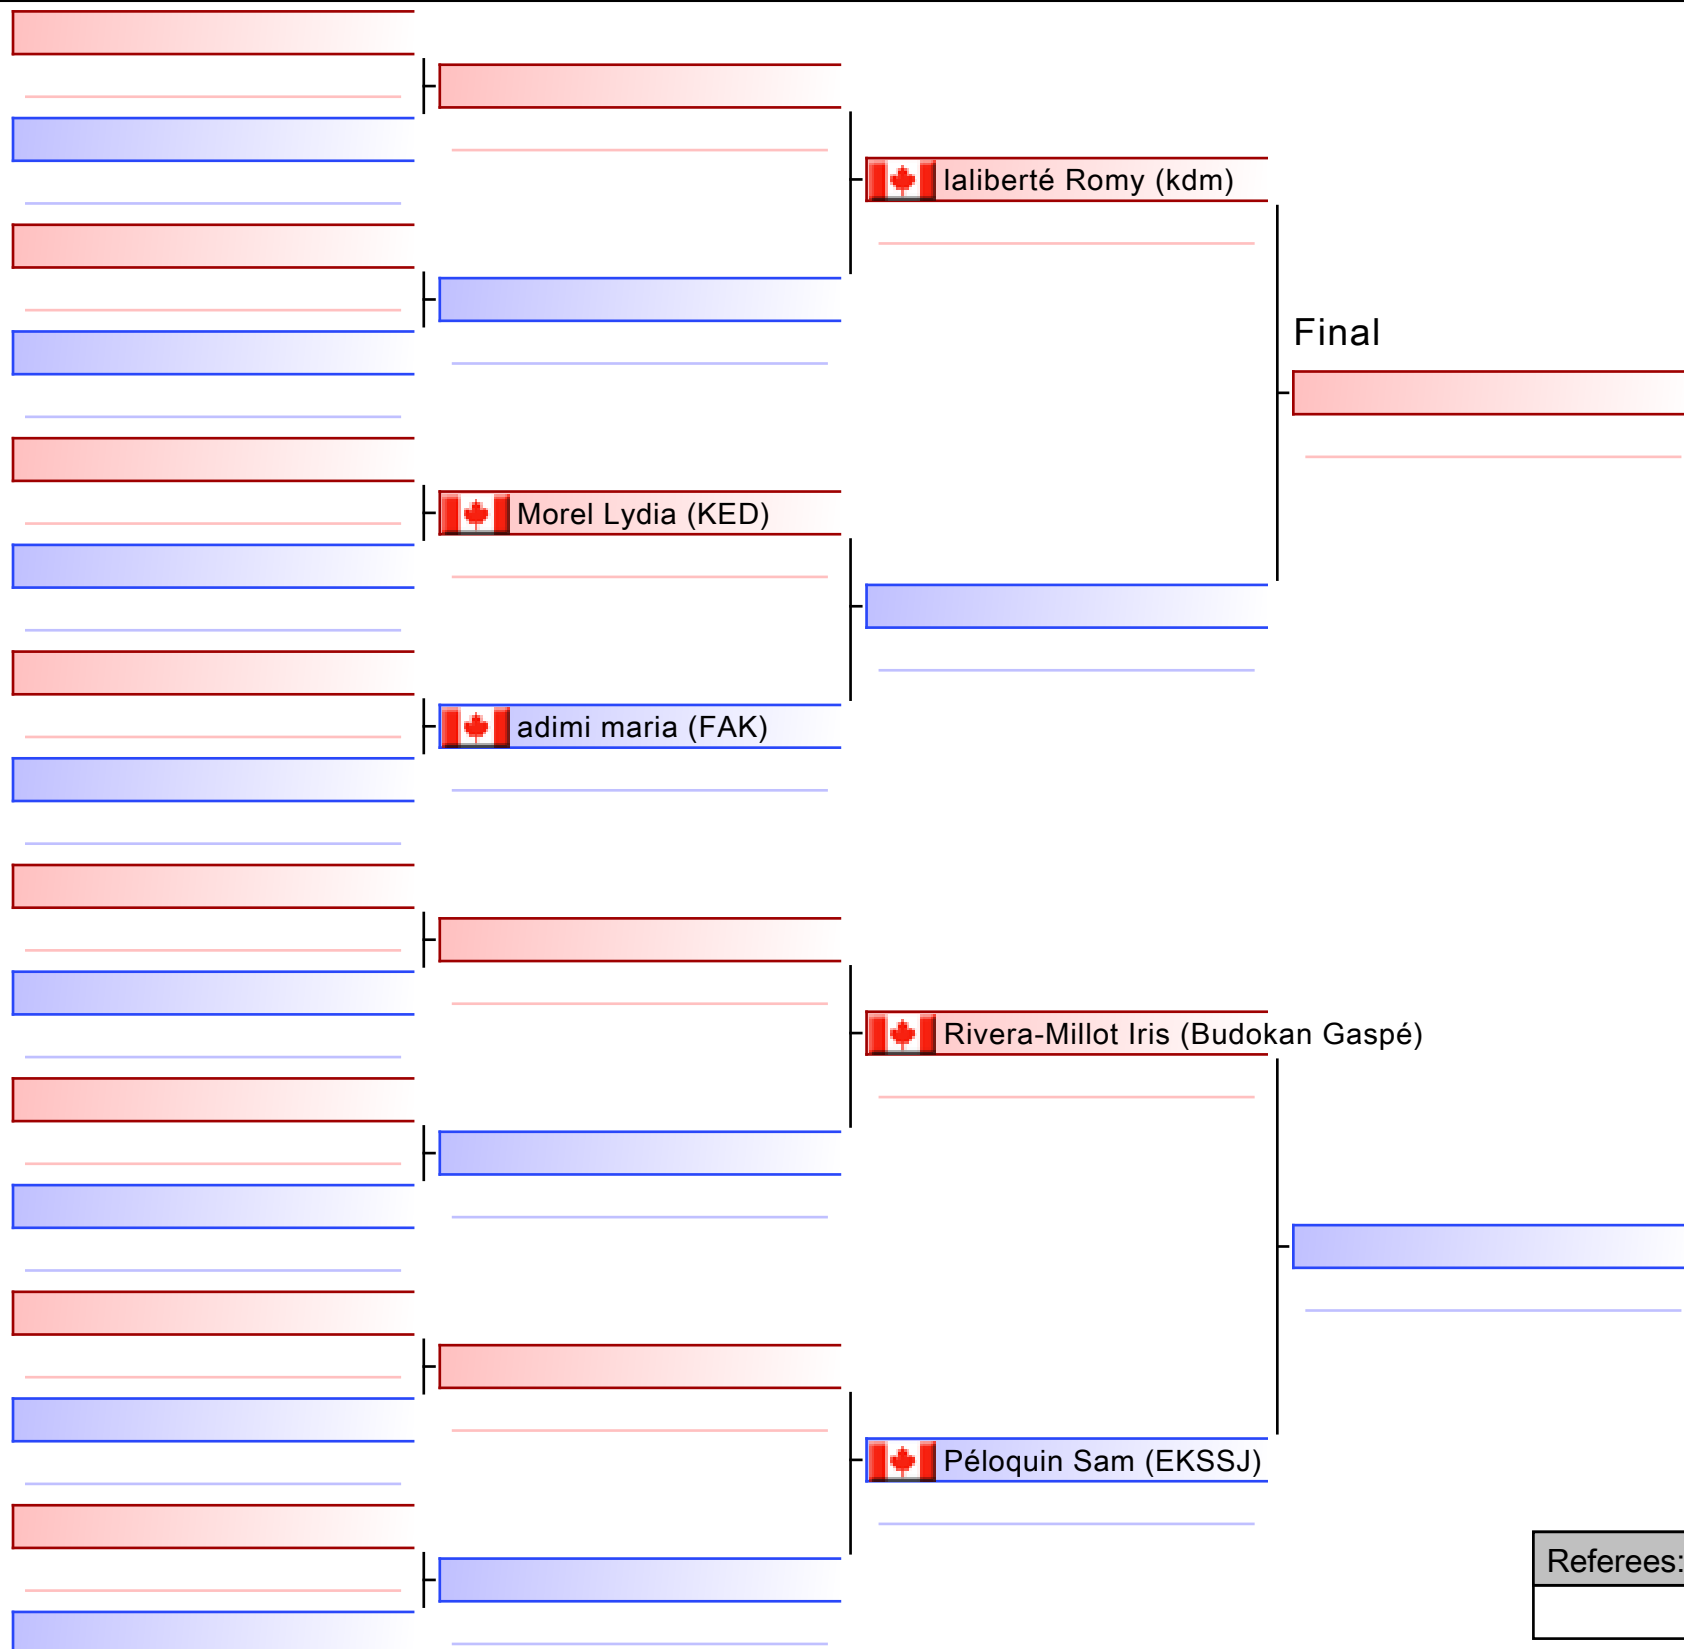 laliberté Romy (kdm)
Final
Morel Lydia (KED)
adimi maria (FAK)
Rivera-Millot Iris (Budokan Gaspé)
Péloquin Sam (EKSSJ)
Referees: